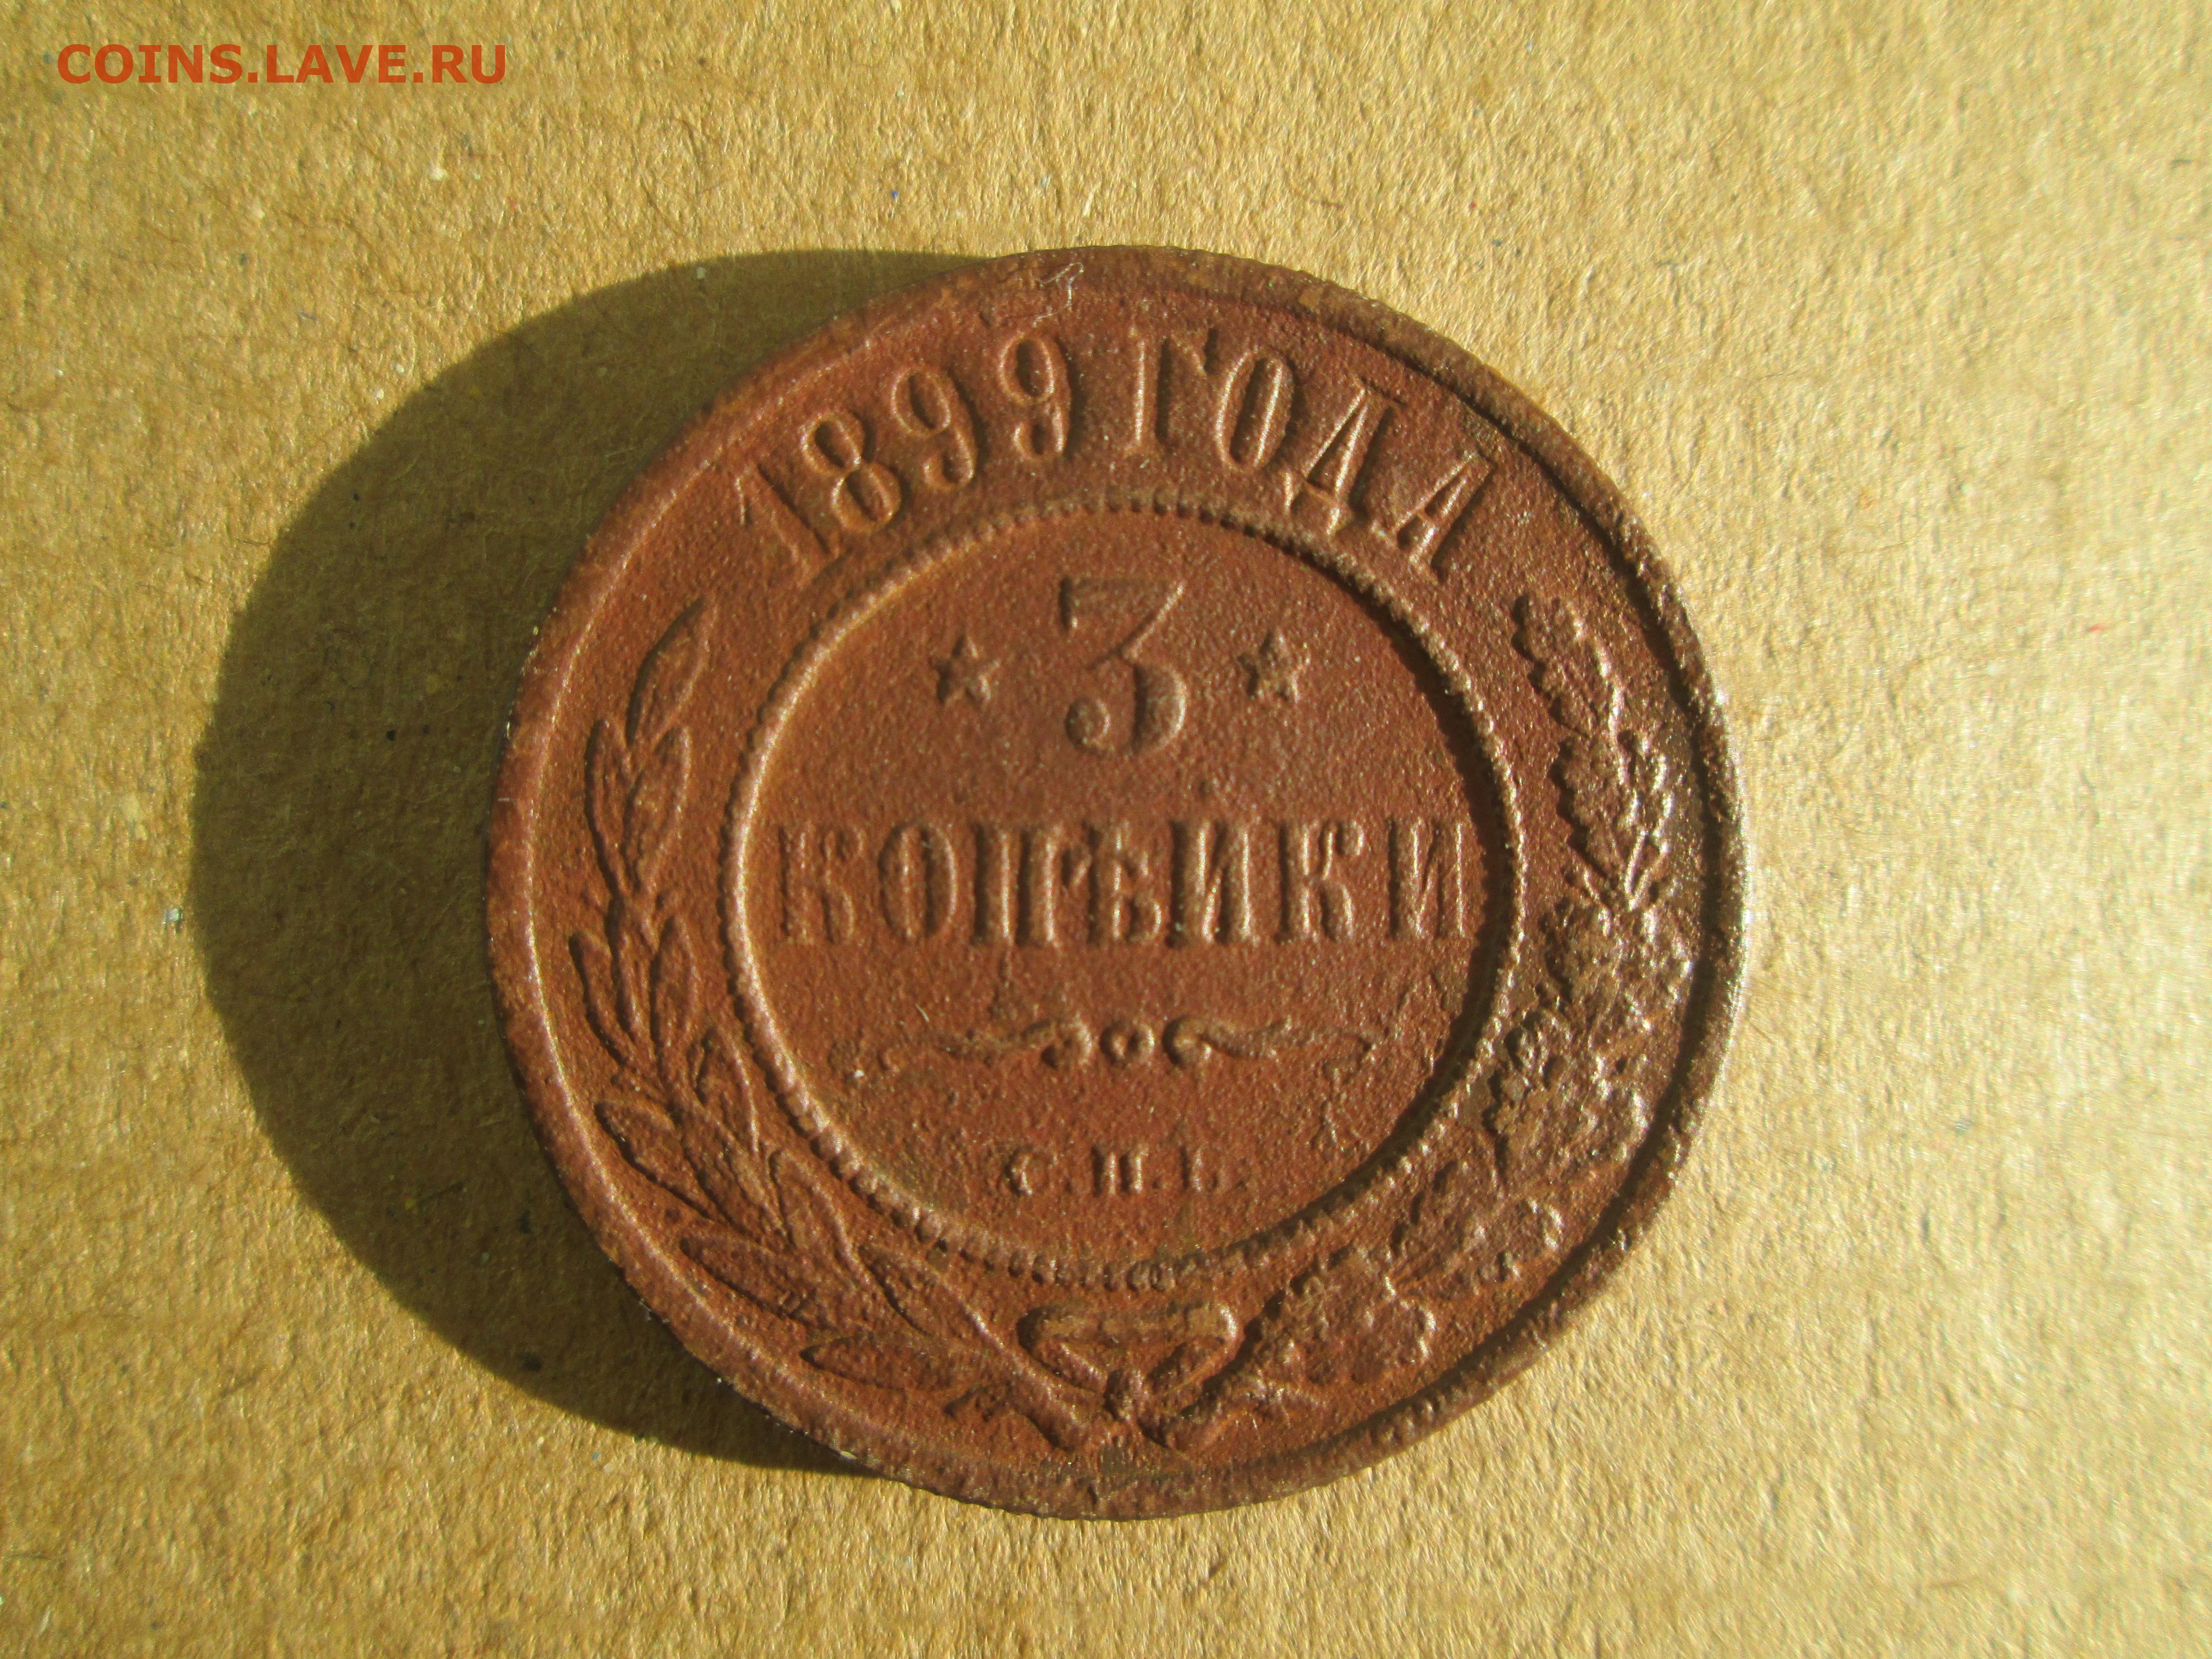 COINS.LAVE.RU
1899 ГОДА
3
КОПѢЙКИ
С.П.Б.